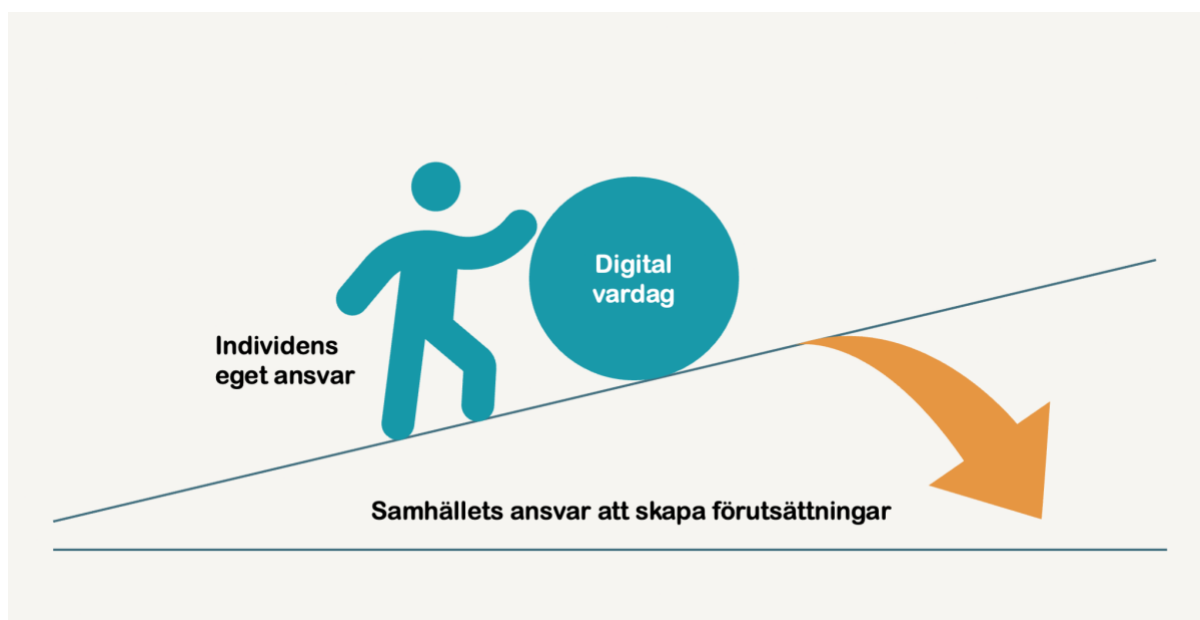 Digital
vardag
Individens
eget ansvar
Samhällets ansvar att skapa förutsättningar